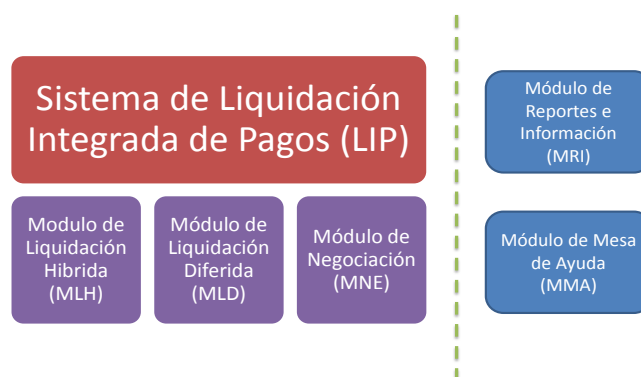 Sistema de Liquidación
Integrada de Pagos (LIP)
Modulo de
Liquidación
Hibrida
(MLH)
Módulo de
Liquidación
Diferida
(MLD)
Módulo de
Negociación
(MNE)
Módulo de
Reportes e
Información
(MRI)
Módulo de Mesa
de Ayuda
(MMA)